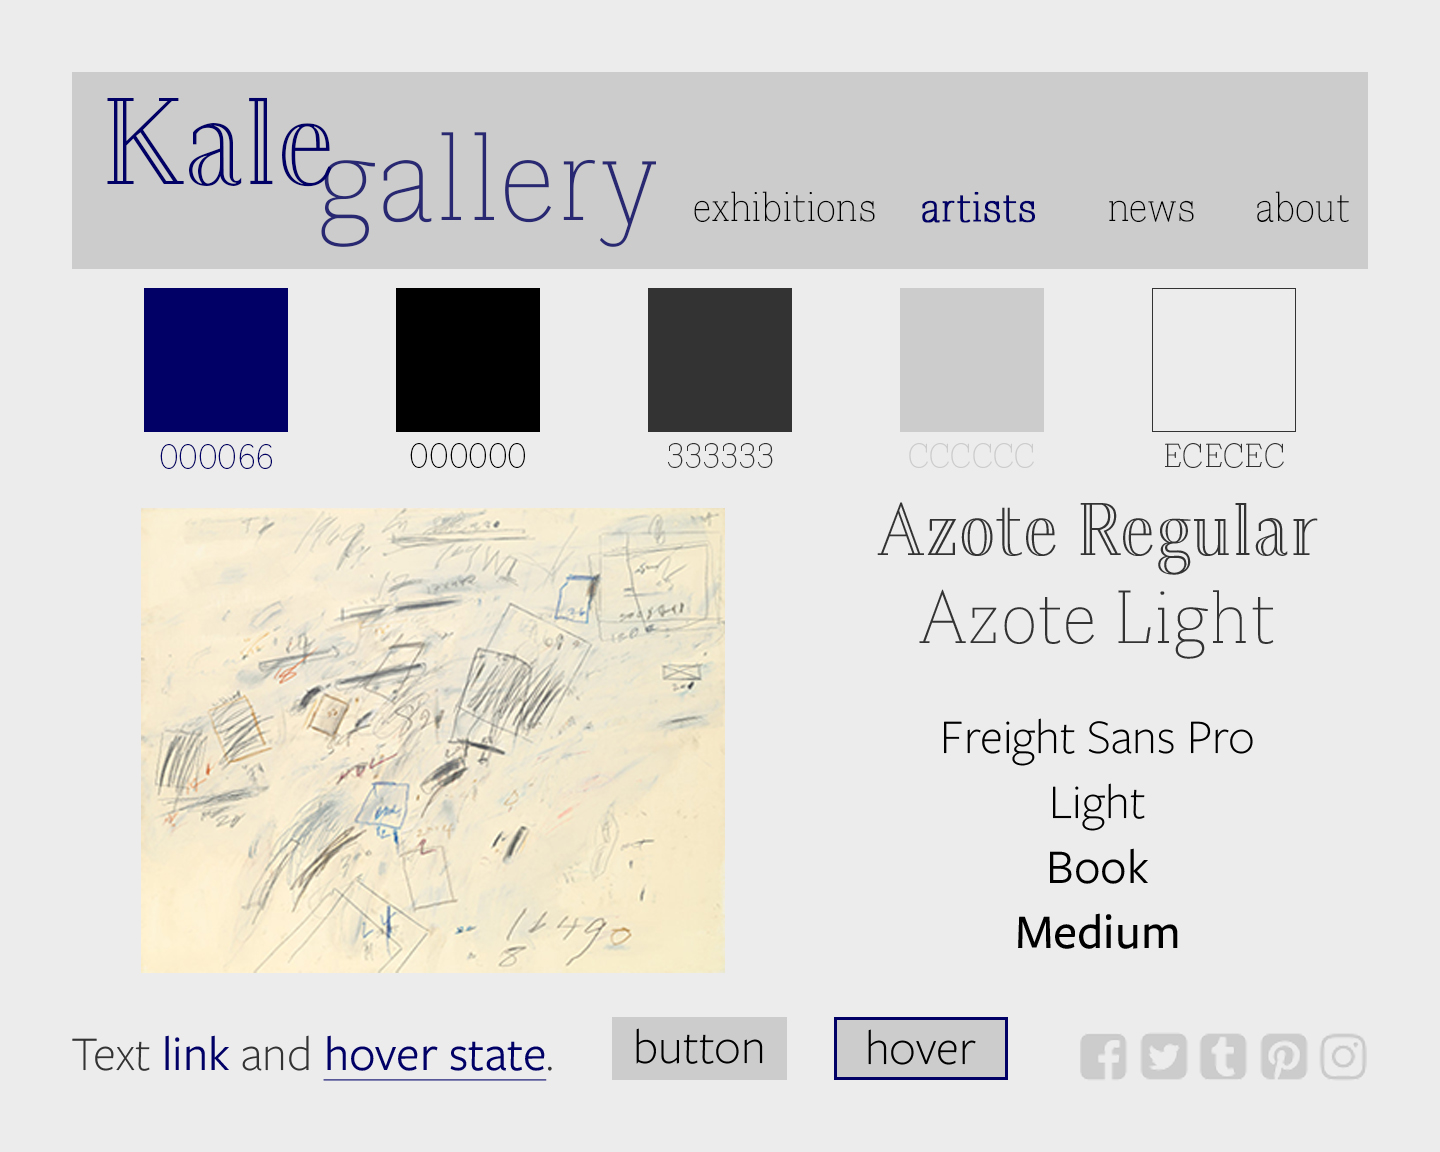 Kale
gallery
exhibitions artists news about
000066 000000 333333 CCCCCC ECECEC
Azote Regular
Azote Light
Freight Sans Pro
Light
Book
Medium
Text link and hover state.
button
hover